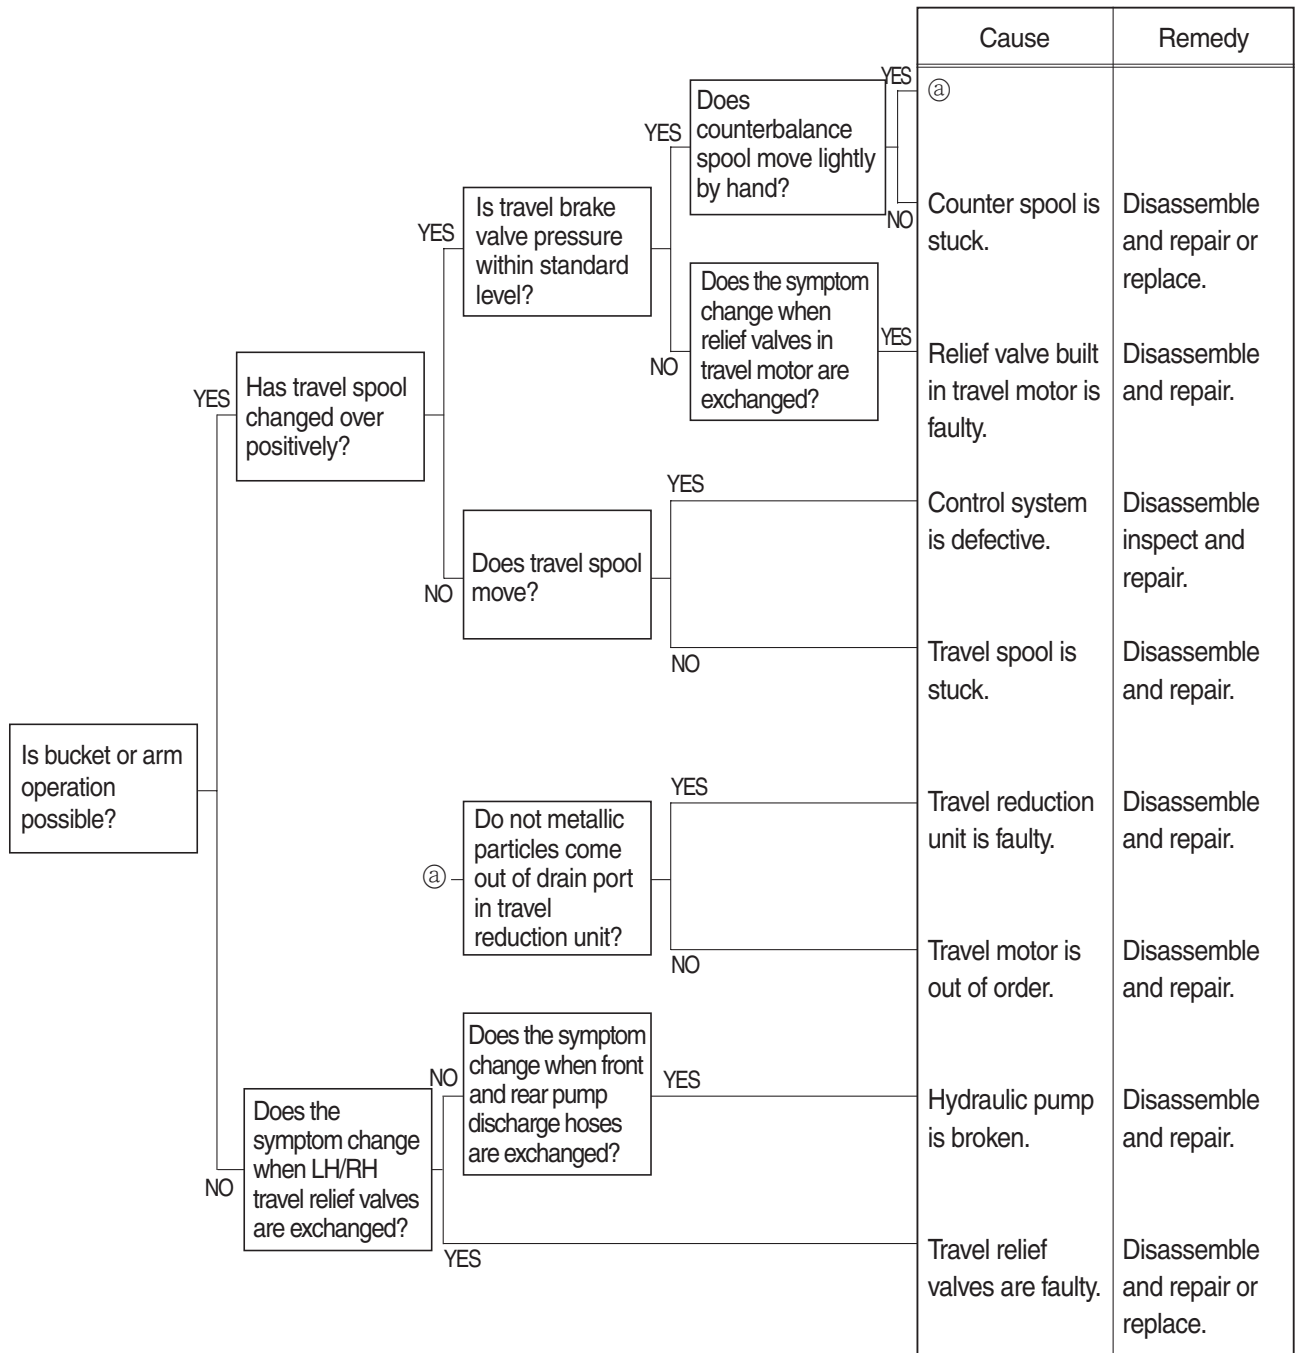 Cause
Remedy
YES
ⓐ
Does
counterbalance
spool move lightly
by hand?
YES
NO
Counter spool is
stuck.
Disassemble
and repair or
replace.
Is travel brake
valve pressure
within standard
level?
YES
Does the symptom
change when
relief valves in
travel motor are
exchanged?
NO
YES
Relief valve built
in travel motor is
faulty.
Disassemble
and repair.
Has travel spool
changed over
positively?
YES
YES
Control system
is defective.
Disassemble
inspect and
repair.
Does travel spool
move?
NO
NO
Travel spool is
stuck.
Disassemble
and repair.
Is bucket or arm
operation
possible?
YES
Travel reduction
unit is faulty.
Disassemble
and repair.
ⓐ
Do not metallic
particles come
out of drain port
in travel
reduction unit?
NO
Travel motor is
out of order.
Disassemble
and repair.
Does the symptom
change when front
and rear pump
discharge hoses
are exchanged?
NO
YES
Hydraulic pump
is broken.
Disassemble
and repair.
Does the
symptom change
when LH/RH
travel relief valves
are exchanged?
NO
YES
Travel relief
valves are faulty.
Disassemble
and repair or
replace.